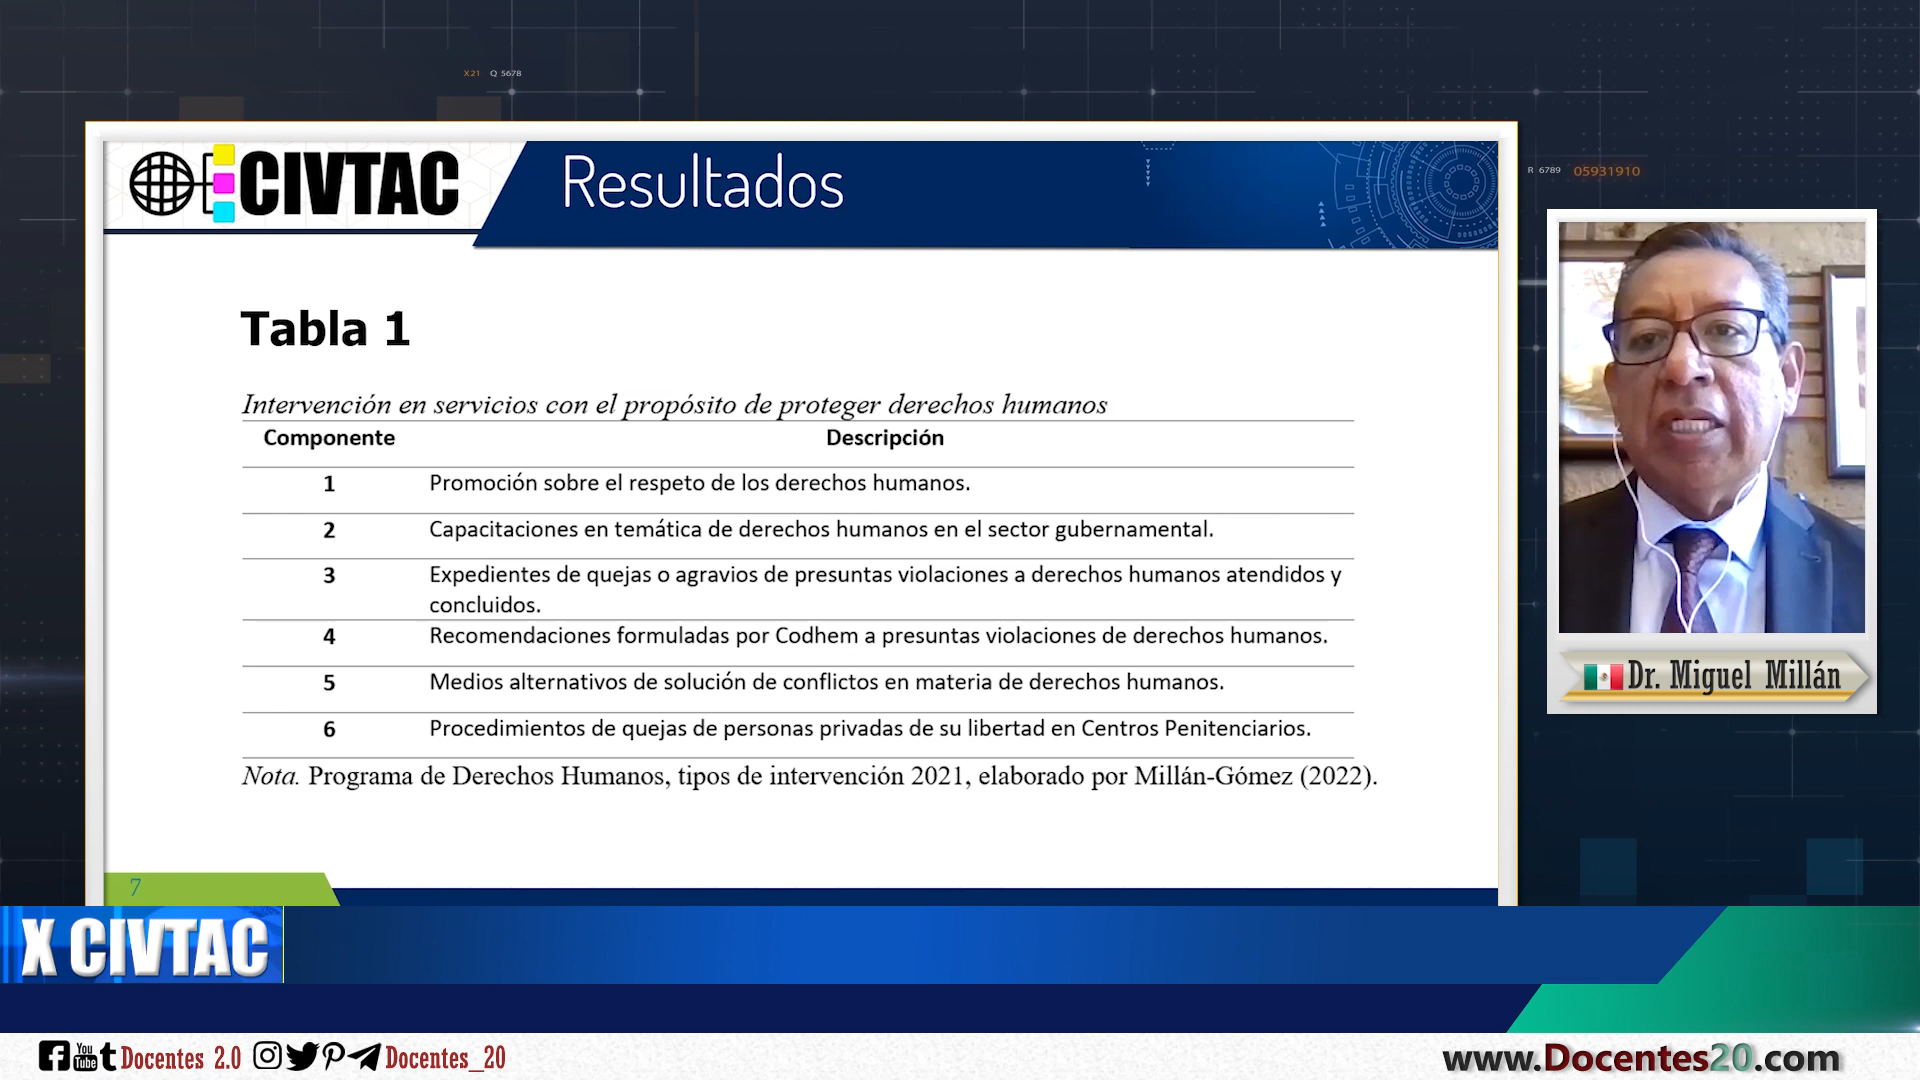 X21 Q 5678
CIVTAC
Resultados
R 6789 05931910
Tabla 1
Intervención en servicios con el propósito de proteger derechos humanos
Componente Descripción
1 Promoción sobre el respeto de los derechos humanos.
2 Capacitaciones en temática de derechos humanos en el sector gubernamental.
3 Expedientes de quejas o agravios de presuntas violaciones a derechos humanos atendidos y
concluidos.
4 Recomendaciones formuladas por Codhem a presuntas violaciones de derechos humanos.
5 Medios alternativos de solución de conflictos en materia de derechos humanos.
6 Procedimientos de quejas de personas privadas de su libertad en Centros Penitenciarios.
Nota. Programa de Derechos Humanos, tipos de intervención 2021, elaborado por Millán-Gómez (2022).
7
Dr. Miguel Millán
X CIVTAC
You
Tube
Docentes 2.0
Docentes_20
www.Docentes20.com